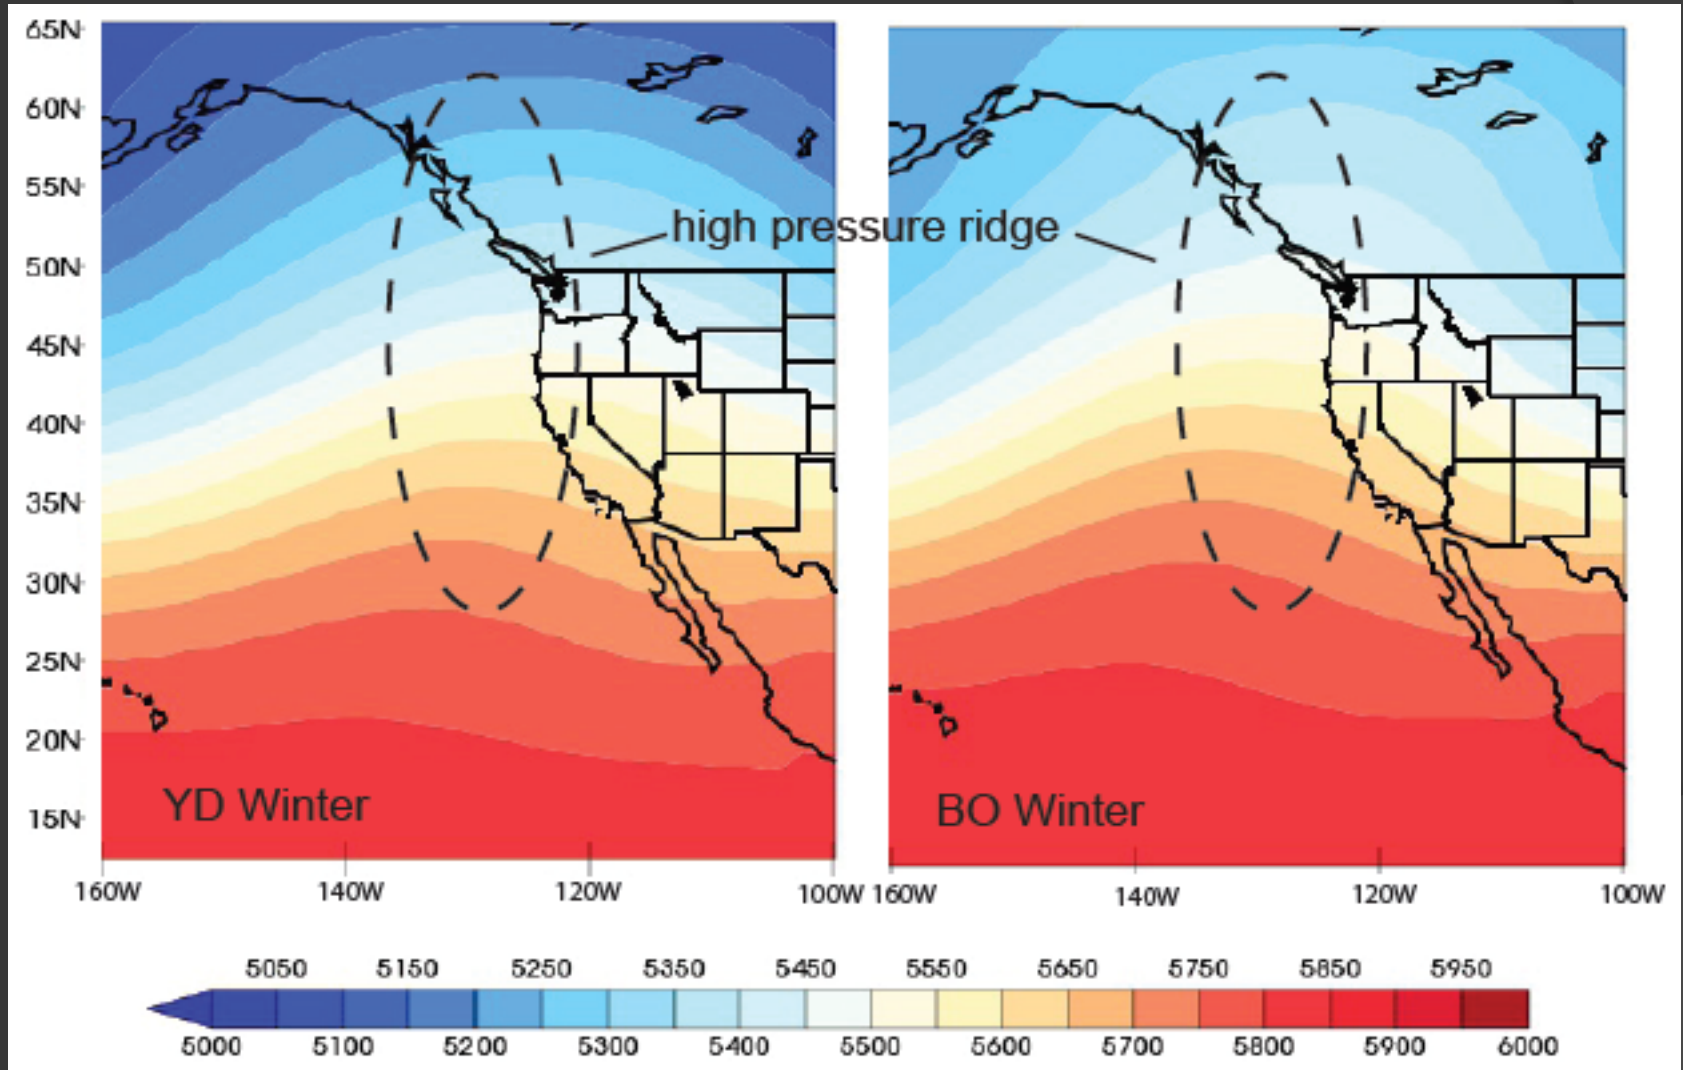 65N
60N
55N
50N
45N
40N
35N
30N
25N
20N
15N
high pressure ridge
YD Winter
BO Winter
160W 140W 120W 100W 160W 140W 120W 100W
5050 5150 5250 5350 5450 5550 5650 5750 5850 5950
5000 5100 5200 5300 5400 5500 5600 5700 5800 5900 6000